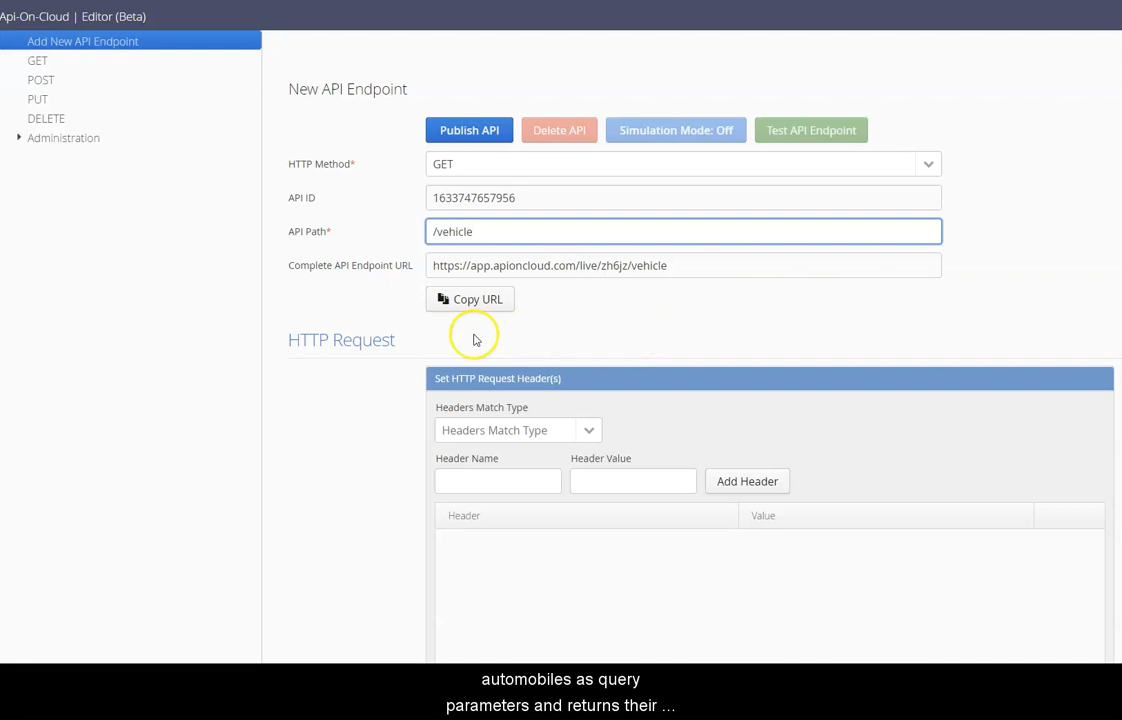 Api-On-Cloud | Editor (Beta)
Add New API Endpoint
GET
POST
PUT
DELETE
Administration
New API Endpoint
Publish API
Delete API
Simulation Mode: Off
Test API Endpoint
HTTP Method*
GET
API ID
1633747657956
API Path*
/vehicle
Complete API Endpoint URL
https://app.apioncloud.com/live/zh6jz/vehicle
Copy URL
HTTP Request
Set HTTP Request Header(s)
Headers Match Type
Headers Match Type
Header Name
Header Value
Add Header
Header
Value
automobiles as query
parameters and returns their ...